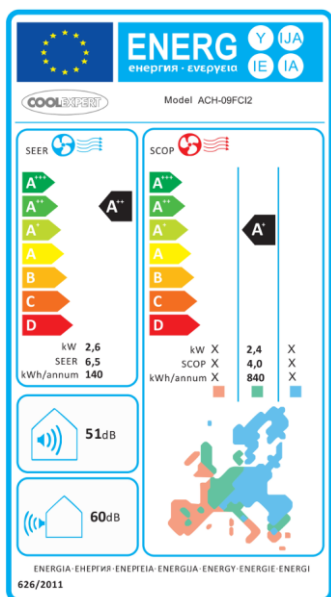 ENERG Y IJA
енергия · ενεργεια IE IA
COOLEXPERT Model ACH-09FCI2
SEER
A+++
A++
A+
A
B
C
D
A++
kW 2,6
SEER 6,5
kWh/annum 140
SCOP
A+++
A++
A+
A
B
C
D
A+
kW X 2,4 X
SCOP X 4,0 X
kWh/annum X 840 X
51dB
60dB
ENERGIA·ЕНЕРГИЯ·ΕΝΕΡΓΕΙΑ·ENERGIJA·ENERGY·ENERGIE·ENERGI
626/2011